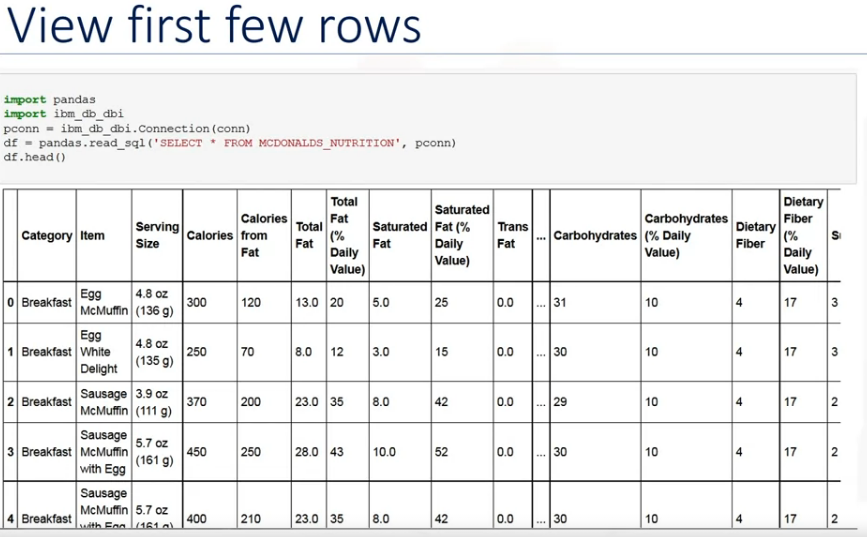 View first few rows
import pandas
import ibm_db_dbi
pconn = ibm_db_dbi.Connection(conn)
df = pandas.read_sql('SELECT * FROM MCDONALDS_NUTRITION', pconn)
df.head()
Category Item Serving Size Calories Calories from Fat Total Fat Total Fat (% Daily Value) Saturated Fat Saturated Fat (% Daily Value) Trans Fat ... Carbohydrates Carbohydrates (% Daily Value) Dietary Fiber Dietary Fiber (% Daily Value)
0 Breakfast Egg McMuffin 4.8 oz (136 g) 300 120 13.0 20 5.0 25 0.0 ... 31 10 4 17 3
1 Breakfast Egg White Delight 4.8 oz (135 g) 250 70 8.0 12 3.0 15 0.0 ... 30 10 4 17 3
2 Breakfast Sausage McMuffin 3.9 oz (111 g) 370 200 23.0 35 8.0 42 0.0 ... 29 10 4 17 2
3 Breakfast Sausage McMuffin with Egg 5.7 oz (161 g) 450 250 28.0 43 10.0 52 0.0 ... 30 10 4 17 2
4 Breakfast Sausage McMuffin with Egg 5.7 oz (161 g) 400 210 23.0 35 8.0 42 0.0 ... 30 10 4 17 2